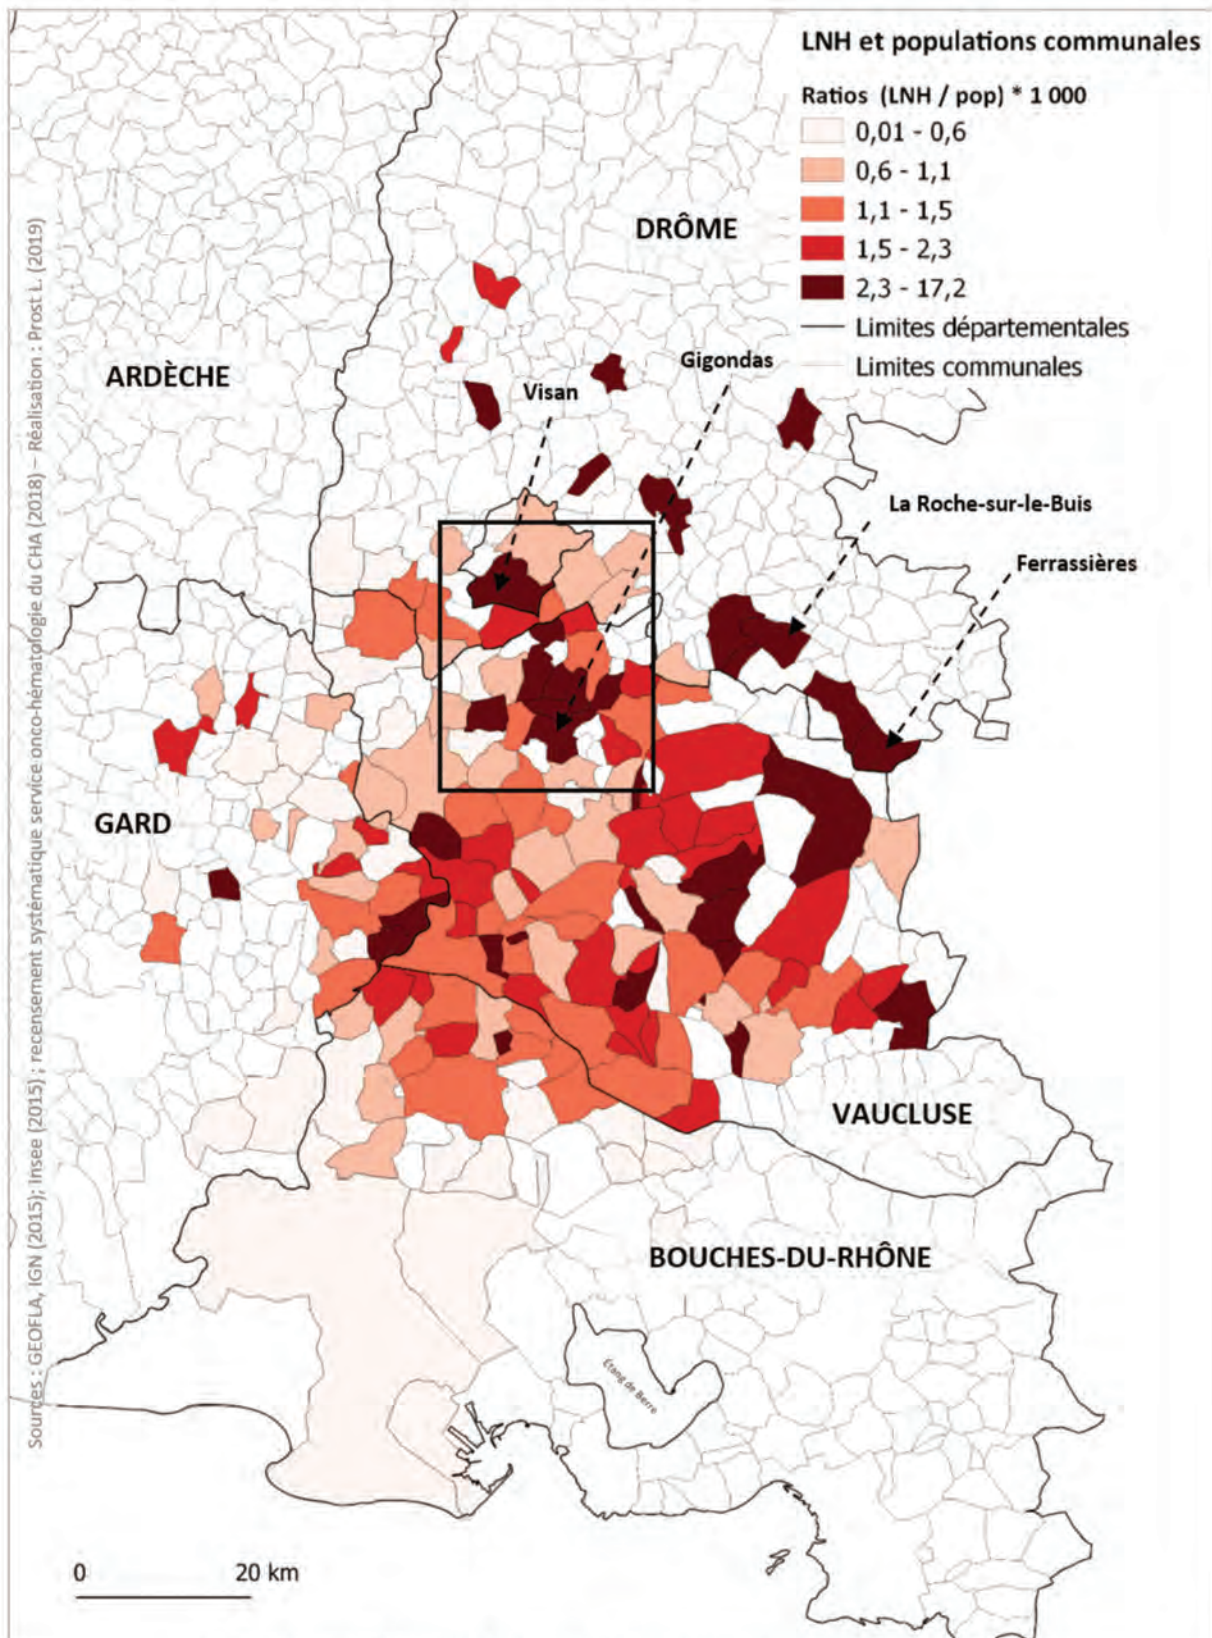 LNH et populations communales
Ratios (LNH / pop) * 1 000
0,01 - 0,6
0,6 - 1,1
1,1 - 1,5
1,5 - 2,3
2,3 - 17,2
Limites départementales
Limites communales
DRÔME
ARDÈCHE
Gigondas
Visan
La Roche-sur-le-Buis
Ferrassières
GARD
VAUCLUSE
BOUCHES-DU-RHÔNE
Étang de Berre
0 20 km
Sources : GEOFLA, IGN (2015); Insee (2015) ; recensement systématique service onco-hématologie du CHA (2018) – Réalisation : Prost L. (2019)